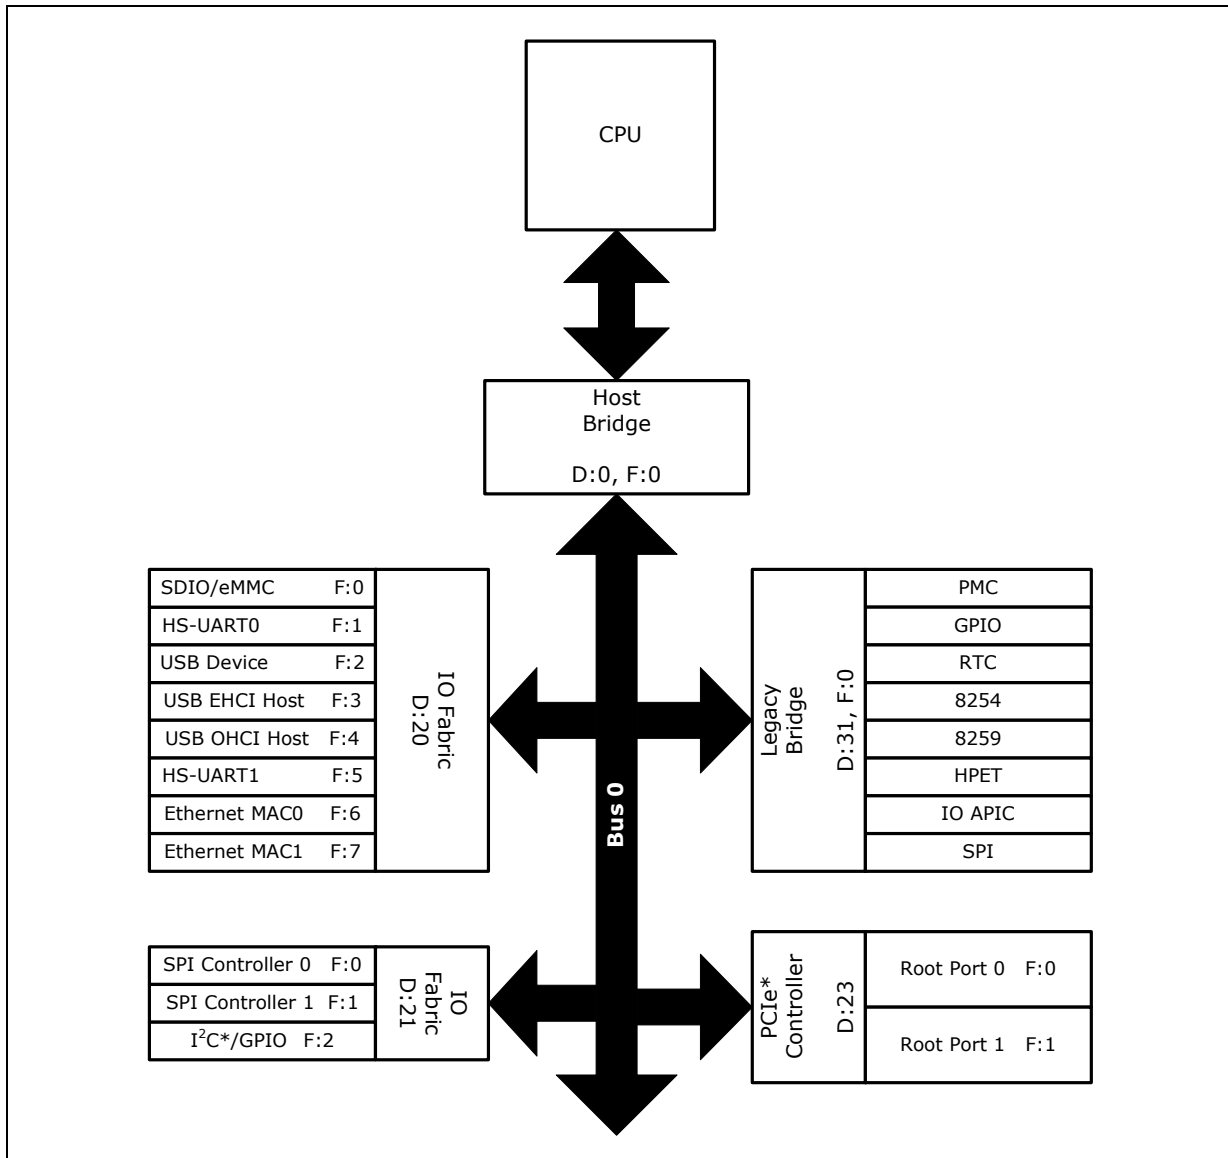 CPU
Host
Bridge
D:0, F:0
SDIO/eMMC F:0
HS-UART0 F:1
USB Device F:2
USB EHCI Host F:3
USB OHCI Host F:4
HS-UART1 F:5
Ethernet MAC0 F:6
Ethernet MAC1 F:7
IO Fabric
D:20
Bus 0
Legacy
Bridge
D:31, F:0
PMC
GPIO
RTC
8254
8259
HPET
IO APIC
SPI
SPI Controller 0 F:0
SPI Controller 1 F:1
I²C*/GPIO F:2
IO
Fabric
D:21
PCIe*
Controller
D:23
Root Port 0 F:0
Root Port 1 F:1